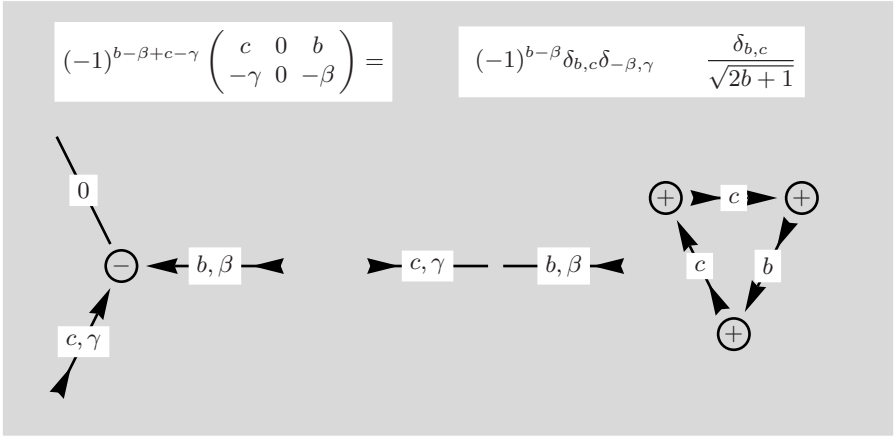 (−1)^{b−β+c−γ} ( c 0 b ; −γ 0 −β ) = (−1)^{b−β} δ_{b,c} δ_{−β,γ} δ_{b,c} / √(2b + 1)
0
+ c +
− b, β c, γ b, β c b
c, γ
+